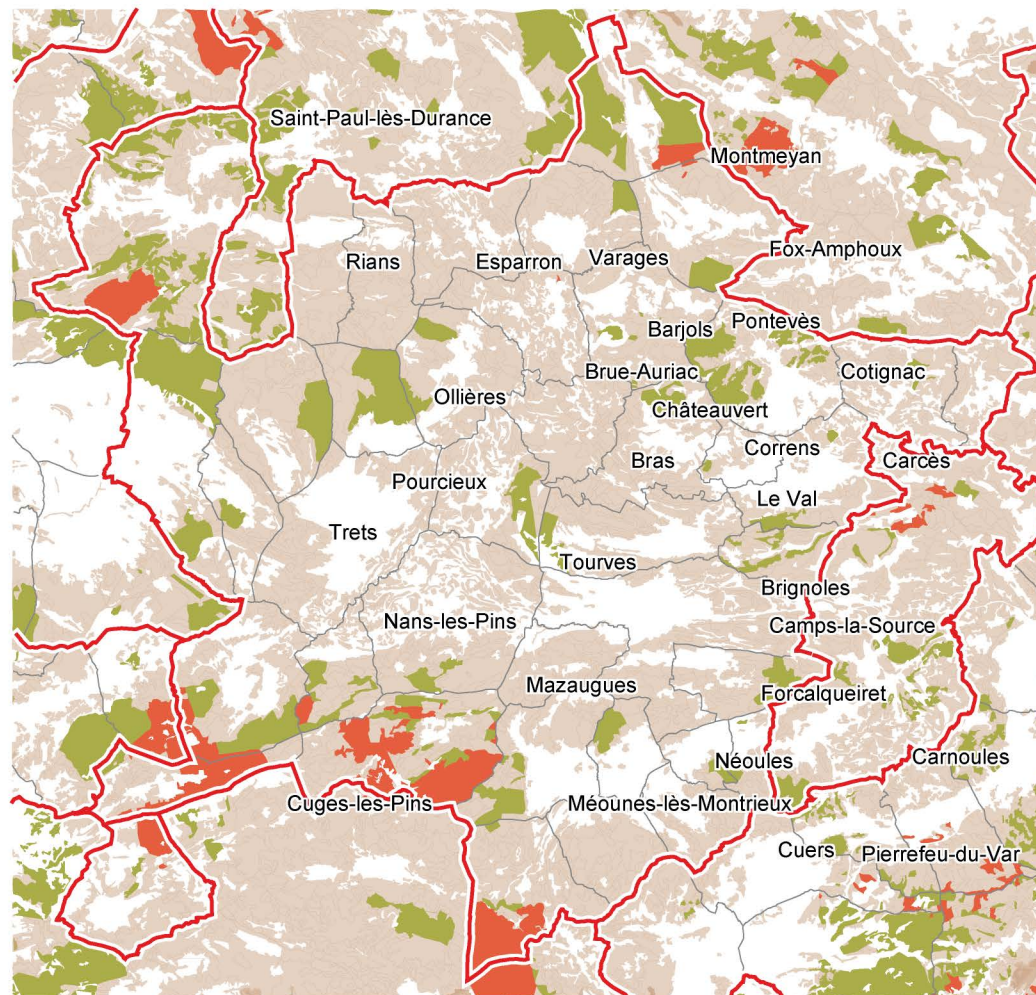 Saint-Paul-lès-Durance
Montmeyan
Rians
Esparron
Varages
Fox-Amphoux
Barjols
Pontevès
Brue-Auriac
Cotignac
Ollières
Châteauvert
Bras
Correns
Carcès
Pourcieux
Le Val
Trets
Tourves
Brignoles
Nans-les-Pins
Camps-la-Source
Mazaugues
Forcalqueiret
Néoules
Carnoules
Cuges-les-Pins
Méounes-lès-Montrieux
Cuers
Pierrefeu-du-Var